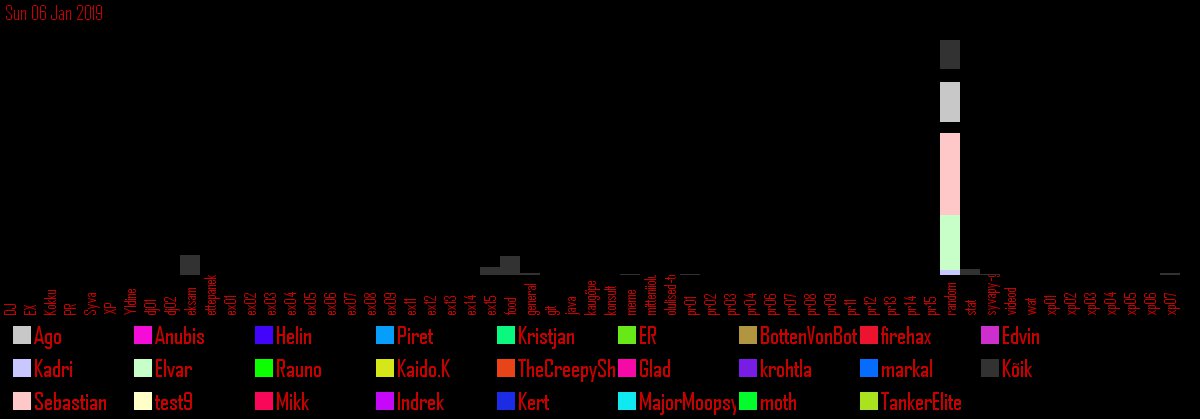 Sun 06 Jan 2019
DJ EX Kokku PR Syva XP Yldine dj01 dj02 eksam ettepanek ex01 ex02 ex03 ex04 ex05 ex06 ex07 ex08 ex09 ex11 ex12 ex13 ex14 ex15 food general git java kaugõpe konsult meme mitteriiol. olulised-h pr01 pr02 pr03 pr04 pr06 pr07 pr08 pr09 pr11 pr12 pr13 pr14 pr15 random stat syvapy-g videod wat xp01 xp02 xp03 xp04 xp05 xp06 xp07
Ago Anubis Helin Piret Kristjan ER BottenVonBot firehax Edvin
Kadri Elvar Rauno Kaido.K TheCreepySh Glad krohtla markal Kõik
Sebastian test9 Mikk Indrek Kert MajorMoopsy moth TankerElite